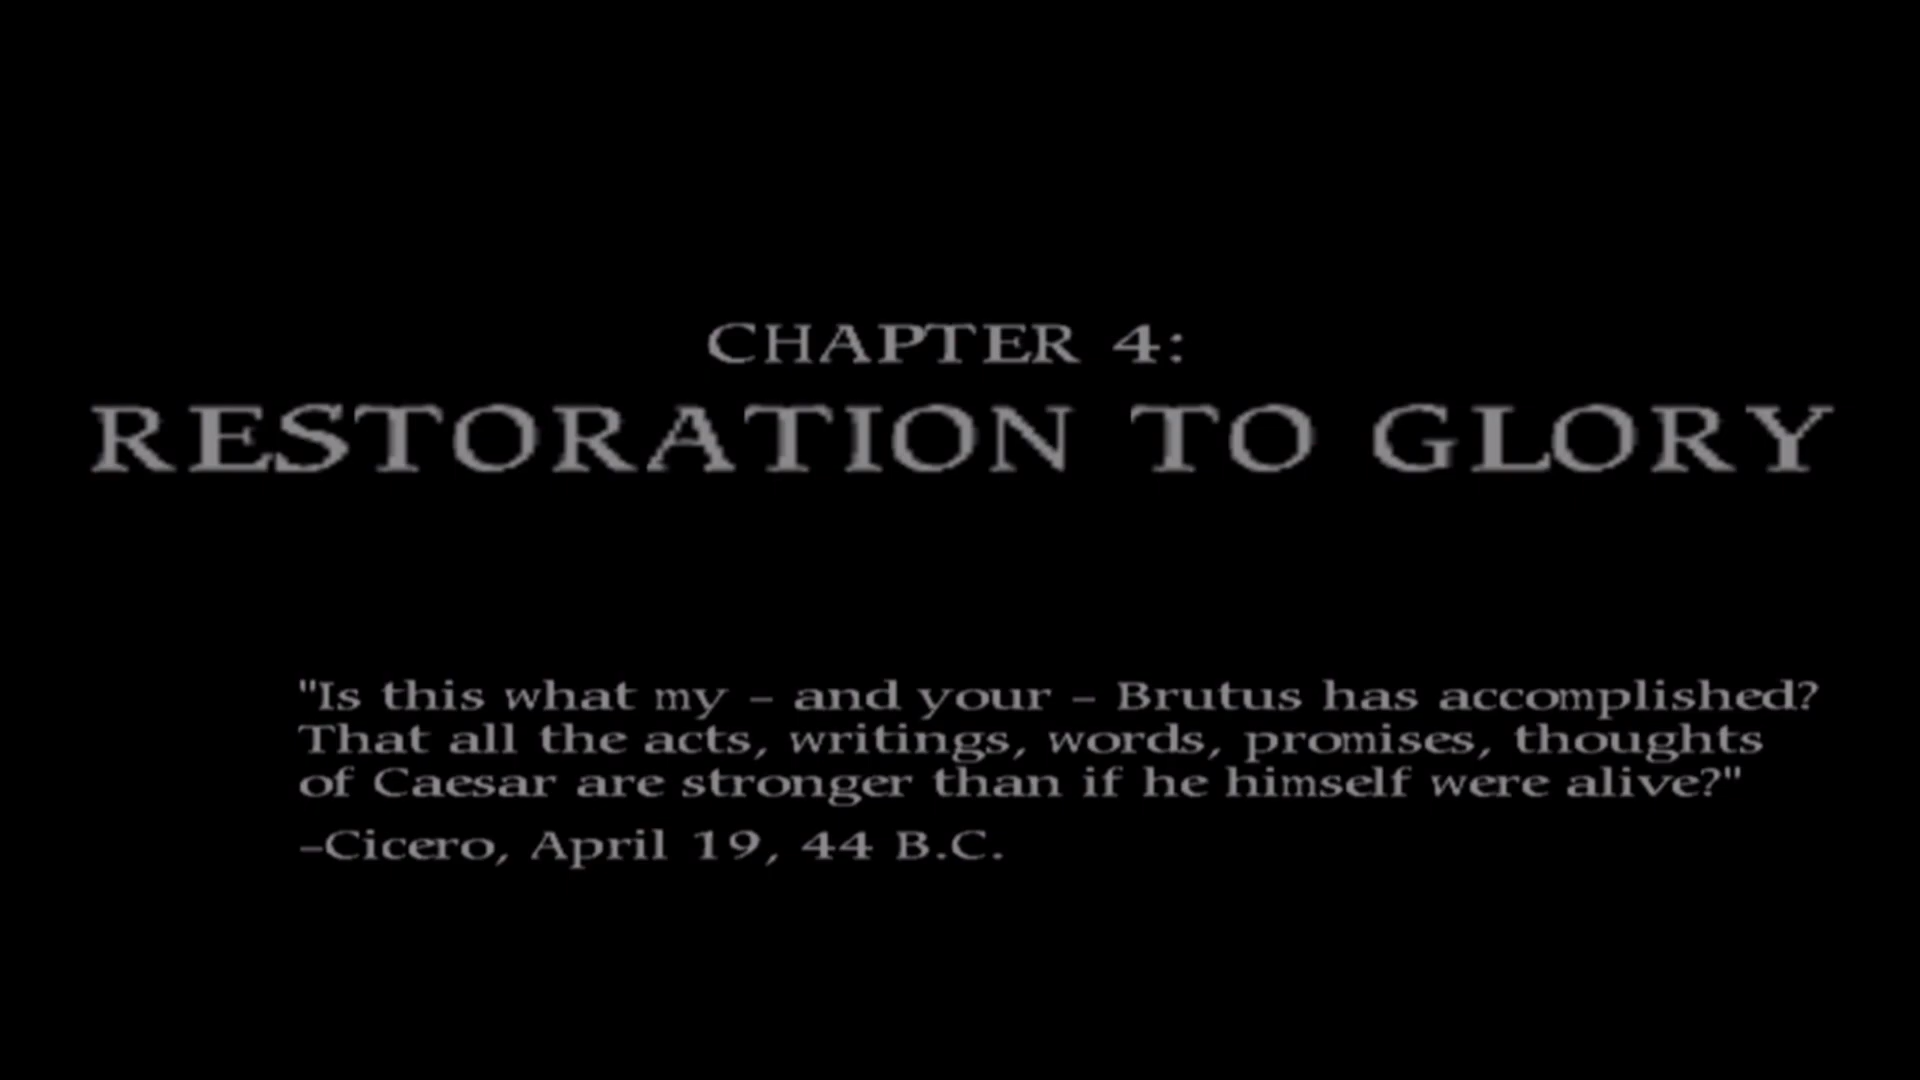 CHAPTER 4:
RESTORATION TO GLORY
"Is this what my – and your – Brutus has accomplished?
That all the acts, writings, words, promises, thoughts
of Caesar are stronger than if he himself were alive?"
–Cicero, April 19, 44 B.C.